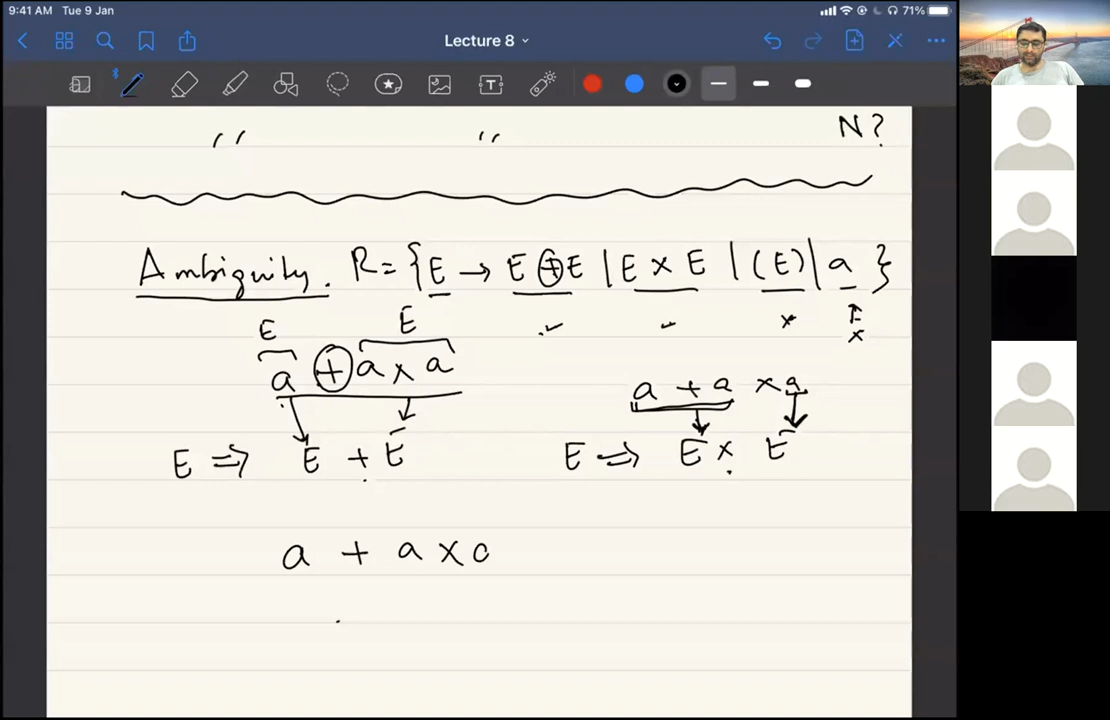 9:41 AM Tue 9 Jan
71%
Lecture 8
" " N?
Ambiguity. R = { E → E + E | E × E | (E) | a }
E E
a + a × a
a + a × a
E ⇒ E + E
E ⇒ E × E
a + a × a